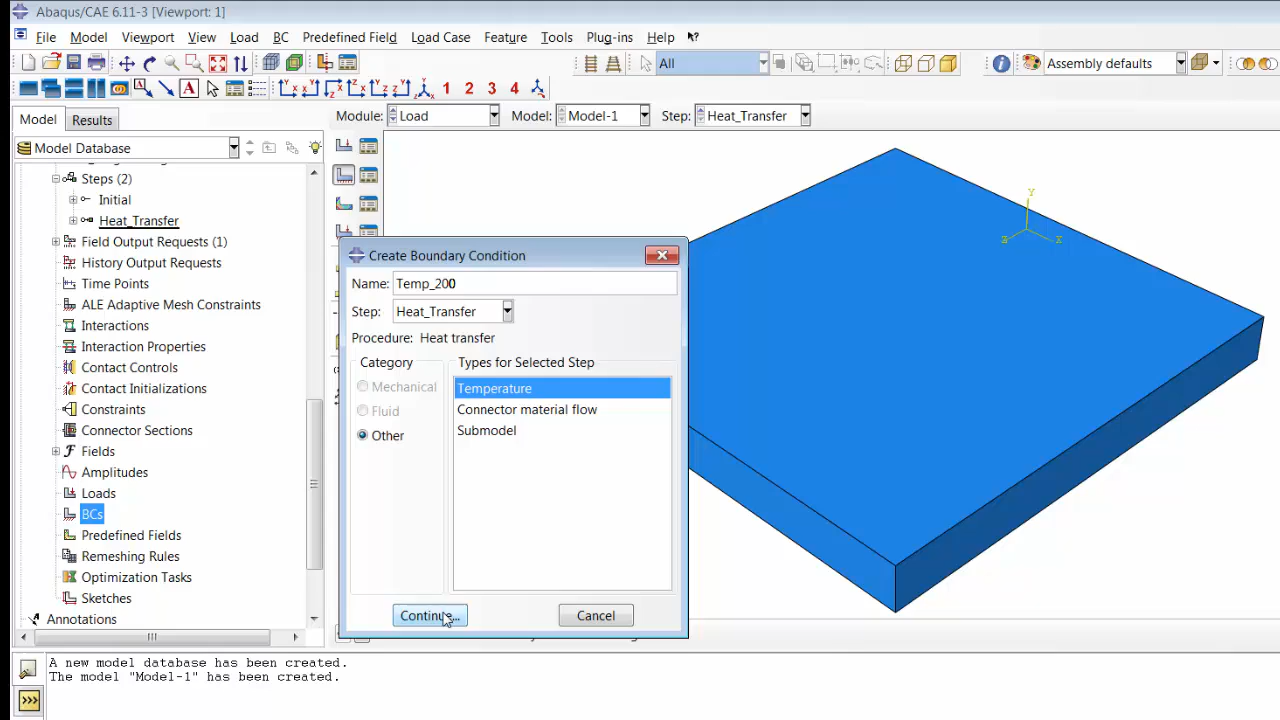 Abaqus/CAE 6.11-3 [Viewport: 1]
File Model Viewport View Load BC Predefined Field Load Case Feature Tools Plug-ins Help
All Assembly defaults
1 2 3 4
Model Results Module: Load Model: Model-1 Step: Heat_Transfer
Model Database
Steps (2)
Initial
Heat_Transfer
Field Output Requests (1)
History Output Requests
Time Points
ALE Adaptive Mesh Constraints
Interactions
Interaction Properties
Contact Controls
Contact Initializations
Constraints
Connector Sections
Fields
Amplitudes
Loads
BCs
Predefined Fields
Remeshing Rules
Optimization Tasks
Sketches
Annotations
Create Boundary Condition
Name: Temp_200
Step: Heat_Transfer
Procedure: Heat transfer
Category
Mechanical
Fluid
Other
Types for Selected Step
Temperature
Connector material flow
Submodel
Continue... Cancel
Y
Z X
A new model database has been created.
The model "Model-1" has been created.
>>>